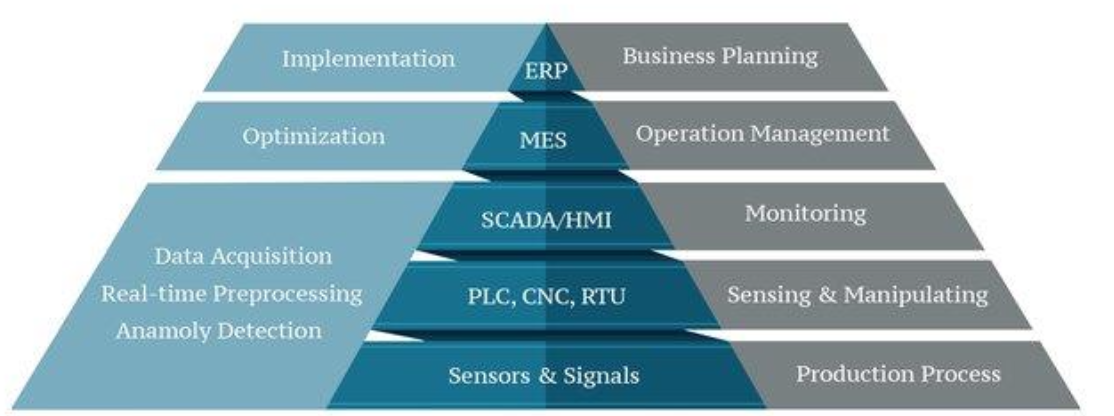 Implementation
ERP
Business Planning
Optimization
MES
Operation Management
SCADA/HMI
Monitoring
Data Acquisition
Real-time Preprocessing
Anamoly Detection
PLC, CNC, RTU
Sensing & Manipulating
Sensors & Signals
Production Process